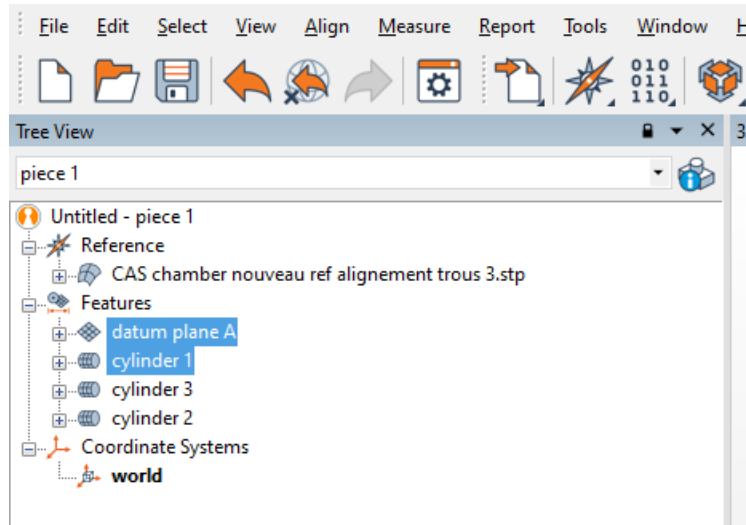 File Edit Select View Align Measure Report Tools Window H
010
011
110
Tree View
3
piece 1
Untitled - piece 1
Reference
CAS chamber nouveau ref alignement trous 3.stp
Features
datum plane A
cylinder 1
cylinder 3
cylinder 2
Coordinate Systems
world